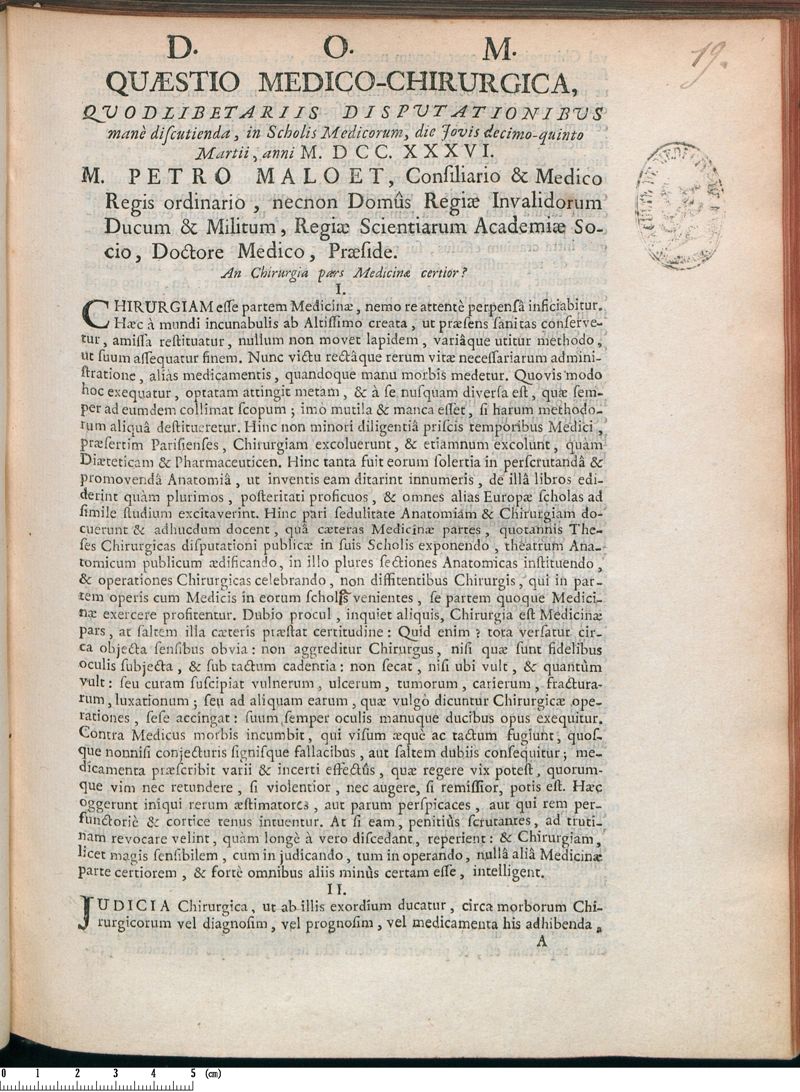 19.
D. O. M.
QUÆSTIO MEDICO-CHIRURGICA,
QUODLIBETARIIS DISPUTATIONIBUS
manè diſcutienda, in Scholis Medicorum, die Jovis decimo-quinto
Martii, anni M. D C C. X X X V I.
M. PETRO MALOET, Conſiliario & Medico
Regis ordinario, necnon Domûs Regiæ Invalidorum
Ducum & Militum, Regiæ Scientiarum Academiæ So-
cio, Doctore Medico, Præſide.
An Chirurgia pars Medicinæ certior?
I.
CHIRURGIAM eſſe partem Medicinæ, nemo re attentè perpensâ inficiabitur.
Hæc à mundi incunabulis ab Altiſſimo creata, ut præſens ſanitas conſerve-
tur, amiſſa reſtituatur, nullum non movet lapidem, variâque utitur methodo,
ut ſuum aſſequatur finem. Nunc victu rectâque rerum vitæ neceſſariarum admini-
ſtratione, aliàs medicamentis, quandoque manu morbis medetur. Quovis modo
hoc exequatur, optatam attingit metam, & à ſe nuſquam diverſa eſt, quæ ſem-
per ad eumdem collimat ſcopum; imò mutila & manca eſſet, ſi harum methodo-
rum aliquâ deſtitueretur. Hinc non minori diligentiâ priſcis temporibus Medici,
præſertim Pariſienſes, Chirurgiam excoluerunt, & etiamnum excolunt, quàm
Diæteticam & Pharmaceuticen. Hinc tanta fuit eorum ſolertia in perſcrutandâ &
promovendâ Anatomiâ, ut inventis eam ditarint innumeris, de illâ libros edi-
derint quàm plurimos, poſteritati proficuos, & omnes alias Europæ ſcholas ad
ſimile ſtudium excitaverint. Hinc pari ſedulitate Anatomiam & Chirurgiam do-
cuerunt & adhucdum docent, quâ cæteras Medicinæ partes, quotannis The-
ſes Chirurgicas diſputationi publicæ in ſuis Scholis exponendo, theatrum Ana-
tomicum publicum ædificando, in illo plures ſectiones Anatomicas inſtituendo,
& operationes Chirurgicas celebrando, non diffitentibus Chirurgis, qui in par-
tem operis cum Medicis in eorum ſcholis venientes, ſe partem quoque Medici-
næ exercere profitentur. Dubio procul, inquiet aliquis, Chirurgia eſt Medicinæ
pars, at ſaltem illa cæteris præſtat certitudine: Quid enim? tota verſatur cir-
ca objecta ſenſibus obvia: non aggreditur Chirurgus, niſi quæ ſunt fidelibus
oculis ſubjecta, & ſub tactum cadentia: non ſecat, niſi ubi vult, & quantùm
vult: ſeu curam ſuſcipiat vulnerum, ulcerum, tumorum, carierum, fractura-
rum, luxationum; ſeu ad aliquam earum, quæ vulgò dicuntur Chirurgicæ ope-
rationes, ſeſe accingat: ſuum ſemper oculis manuque ducibus opus exequitur.
Contra Medicus morbis incumbit, qui viſum æquè ac tactum fugiunt, quoſ-
que nonniſi conjecturis ſigniſque fallacibus, aut ſaltem dubiis conſequitur; me-
dicamenta præſcribit varii & incerti effectûs, quæ regere vix poteſt, quorum-
que vim nec retundere, ſi violentior, nec augere, ſi remiſſior, potis eſt. Hæc
oggerunt iniqui rerum æſtimatores, aut parum perſpicaces, aut qui rem per-
functoriè & cortice tenus intuentur. At ſi eam, penitiùs ſcrutantes, ad truti-
nam revocare velint, quàm longè à vero diſcedant, reperient: & Chirurgiam,
licet magis ſenſibilem, cum in judicando, tum in operando, nullâ aliâ Medicinæ
parte certiorem, & fortè omnibus aliis minùs certam eſſe, intelligent.
II.
JUDICIA Chirurgica, ut ab illis exordium ducatur, circa morborum Chi-
rurgicorum vel diagnoſim, vel prognoſim, vel medicamenta his adhibenda,
A
0 1 2 3 4 5 (cm)